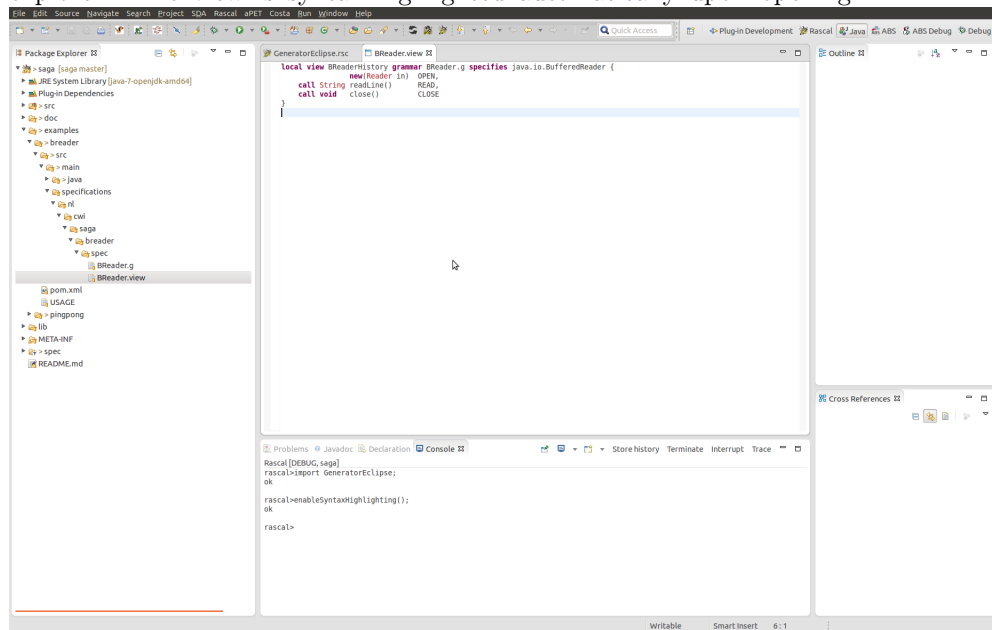 File Edit Source Navigate Search Project SDA Rascal aPET Costa Run Window Help
Quick Access Plug-in Development Rascal Java ABS ABS Debug Debug
Package Explorer
> saga [saga master]
JRE System Library [java-7-openjdk-amd64]
Plug-in Dependencies
> src
> doc
> examples
> breader
> src
> main
> java
specifications
nl
cwi
saga
breader
spec
BReader.g
BReader.view
pom.xml
USAGE
> pingpong
lib
META-INF
> spec
README.md
GeneratorEclipse.rsc BReader.view
local view BReaderHistory grammar BReader.g specifies java.io.BufferedReader {
new(Reader in) OPEN,
call String readLine() READ,
call void close() CLOSE
}
Outline
Cross References
Problems Javadoc Declaration Console Store history Terminate Interrupt Trace
Rascal [DEBUG, saga]
rascal>import GeneratorEclipse;
ok
rascal>enableSyntaxHighlighting();
ok
rascal>
Writable Smart Insert 6 : 1